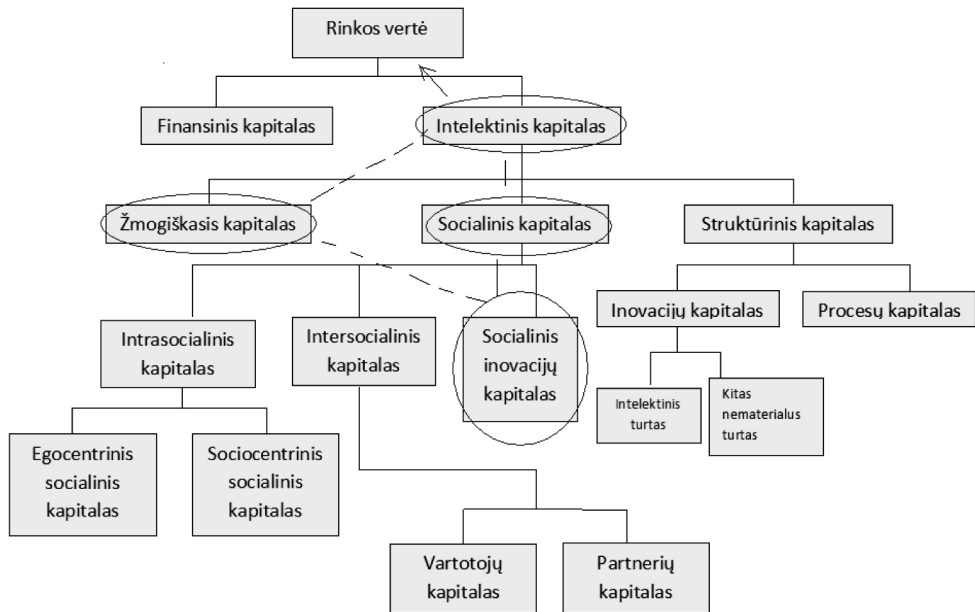 Rinkos vertė
Finansinis kapitalas
Intelektinis kapitalas
Žmogiškasis kapitalas
Socialinis kapitalas
Struktūrinis kapitalas
Intrasocialinis
kapitalas
Intersocialinis
kapitalas
Socialinis
inovacijų
kapitalas
Inovacijų kapitalas
Procesų kapitalas
Intelektinis
turtas
Kitas
nematerialus
turtas
Egocentrinis
socialinis
kapitalas
Sociocentrinis
socialinis
kapitalas
Vartotojų
kapitalas
Partnerių
kapitalas